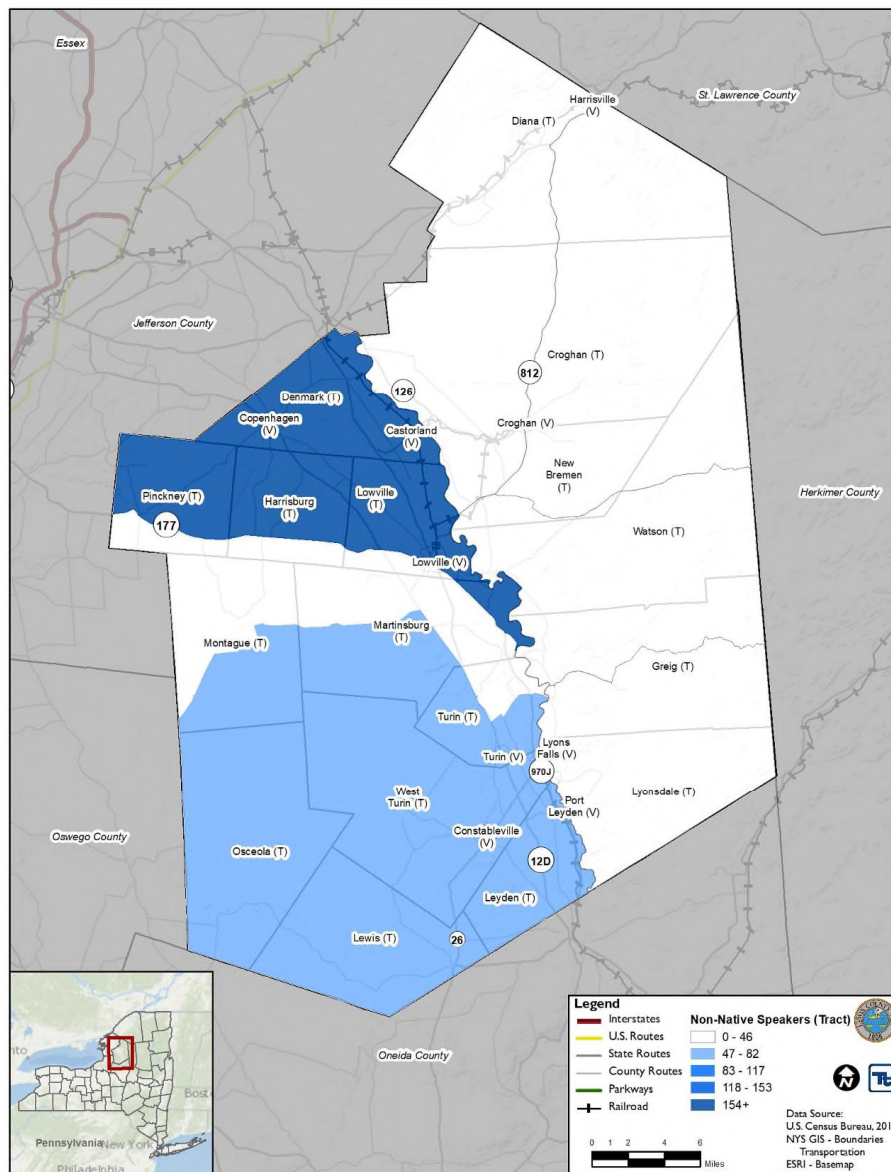 Essex
St. Lawrence County
Harrisville
(V)
Diana (T)
Jefferson County
Croghan (T)
812
126
Denmark (T)
Copenhagen
(V)
Castorland
(V)
Croghan (V)
New
Bremen
(T)
Pinckney (T)
Harrisburg
(T)
Lowville
(T)
Herkimer County
177
Watson (T)
Lowville (V)
Martinsburg
(T)
Montague (T)
Greig (T)
Turin (T)
Turin (V)
Lyons
Falls (V)
970J
West
Turin (T)
Port
Leyden (V)
Lyonsdale (T)
Constableville
(V)
Oswego County
Osceola (T)
12D
Leyden (T)
Lewis (T)
26
Oneida County
Pennsylvania
New York
Philadelphia
Legend
Interstates
U.S. Routes
State Routes
County Routes
Parkways
Railroad
Non-Native Speakers (Tract)
0 - 46
47 - 82
83 - 117
118 - 153
154+
N
0 1 2 4 6
Miles
Data Source:
U.S. Census Bureau, 201
NYS GIS - Boundaries
Transportation
ESRI - Basemap